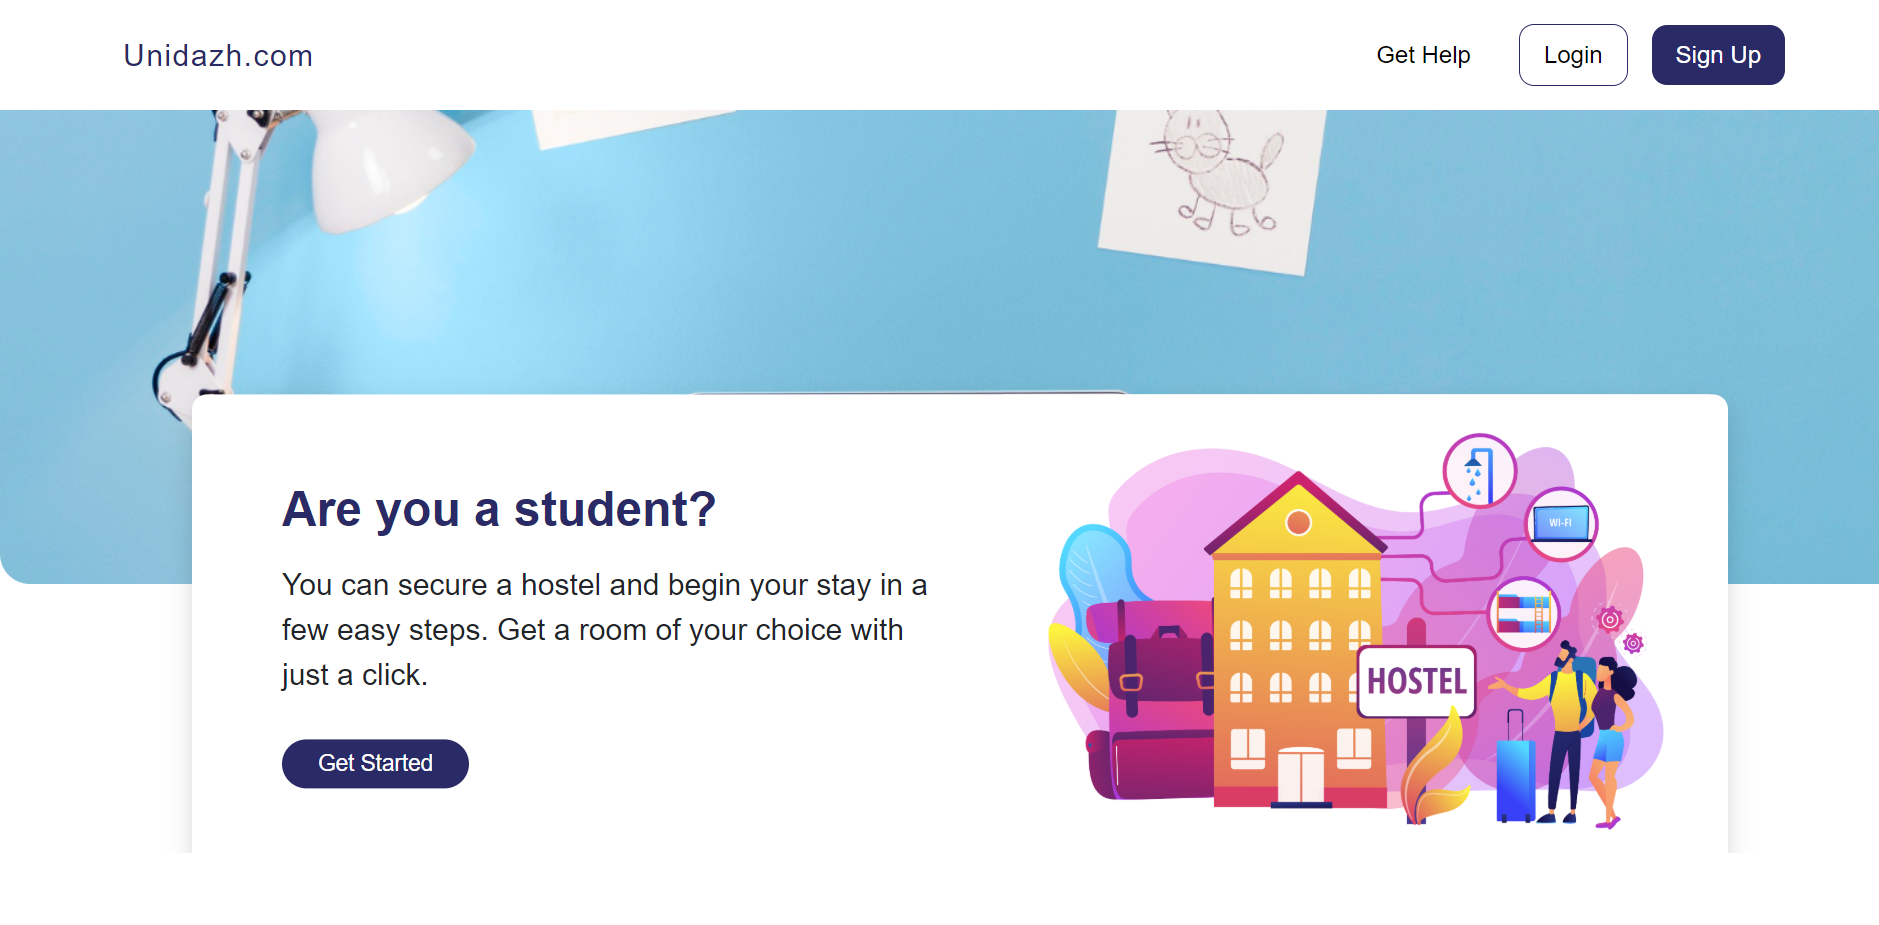 Unidazh.com
Get Help
Login
Sign Up
Are you a student?
You can secure a hostel and begin your stay in a
few easy steps. Get a room of your choice with
just a click.
Get Started
WI-FI
HOSTEL